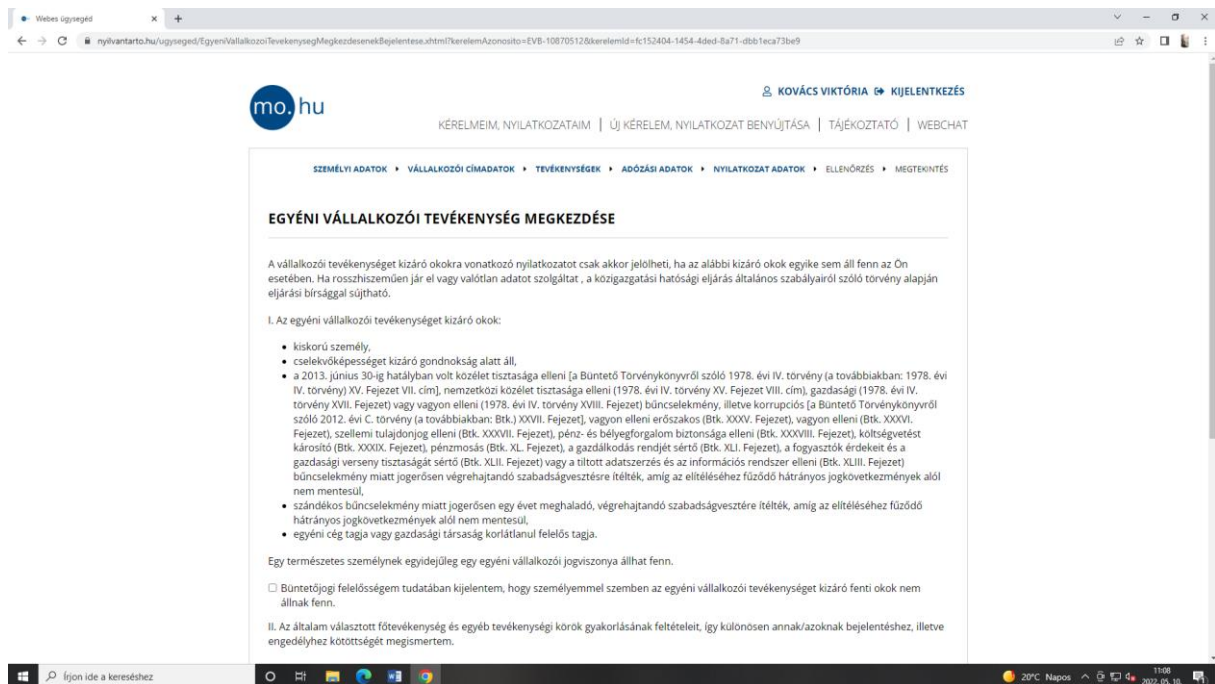 Webes ügysegéd
nyilvantarto.hu/ugyseged/EgyeniVallalkozoiTevekenysegMegkezdesenekBejelentese.xhtml?kerelemAzonosito=EVB-10870512&kerelemId=fc152404-1454-4ded-8a71-dbb1eca73be9
mo.hu
KOVÁCS VIKTÓRIA KIJELENTKEZÉS
KÉRELMEIM, NYILATKOZATAIM | ÚJ KÉRELEM, NYILATKOZAT BENYÚJTÁSA | TÁJÉKOZTATÓ | WEBCHAT
SZEMÉLYI ADATOK VÁLLALKOZÓI CÍMADATOK TEVÉKENYSÉGEK ADÓZÁSI ADATOK NYILATKOZAT ADATOK ELLENŐRZÉS MEGTEKINTÉS
EGYÉNI VÁLLALKOZÓI TEVÉKENYSÉG MEGKEZDÉSE
A vállalkozói tevékenységet kizáró okokra vonatkozó nyilatkozatot csak akkor jelölheti, ha az alábbi kizáró okok egyike sem áll fenn az Ön
esetében. Ha rosszhiszeműen jár el vagy valótlan adatot szolgáltat , a közigazgatási hatósági eljárás általános szabályairól szóló törvény alapján
eljárási bírsággal sújtható.
I. Az egyéni vállalkozói tevékenységet kizáró okok:
• kiskorú személy,
• cselekvőképességet kizáró gondnokság alatt áll,
• a 2013. június 30-ig hatályban volt közélet tisztasága elleni [a Büntető Törvénykönyvről szóló 1978. évi IV. törvény (a továbbiakban: 1978. évi
IV. törvény) XV. Fejezet VII. cím], nemzetközi közélet tisztasága elleni (1978. évi IV. törvény XV. Fejezet VIII. cím), gazdasági (1978. évi IV.
törvény XVII. Fejezet) vagy vagyon elleni (1978. évi IV. törvény XVIII. Fejezet) bűncselekmény, illetve korrupciós [a Büntető Törvénykönyvről
szóló 2012. évi C. törvény (a továbbiakban: Btk.) XXVII. Fejezet], vagyon elleni erőszakos (Btk. XXXV. Fejezet), vagyon elleni (Btk. XXXVI.
Fejezet), szellemi tulajdonjog elleni (Btk. XXXVII. Fejezet), pénz- és bélyegforgalom biztonsága elleni (Btk. XXXVIII. Fejezet), költségvetést
károsító (Btk. XXXIX. Fejezet), pénzmosás (Btk. XL. Fejezet), a gazdálkodás rendjét sértő (Btk. XLI. Fejezet), a fogyasztók érdekeit és a
gazdasági verseny tisztaságát sértő (Btk. XLII. Fejezet) vagy a tiltott adatszerzés és az információs rendszer elleni (Btk. XLIII. Fejezet)
bűncselekmény miatt jogerősen végrehajtandó szabadságvesztésre ítélték, amíg az elítéléséhez fűződő hátrányos jogkövetkezmények alól
nem mentesül,
• szándékos bűncselekmény miatt jogerősen egy évet meghaladó, végrehajtandó szabadságvesztésre ítélték, amíg az elítéléséhez fűződő
hátrányos jogkövetkezmények alól nem mentesül,
• egyéni cég tagja vagy gazdasági társaság korlátlanul felelős tagja.
Egy természetes személynek egyidejűleg egy egyéni vállalkozói jogviszonya állhat fenn.
Büntetőjogi felelősségem tudatában kijelentem, hogy személyemmel szemben az egyéni vállalkozói tevékenységet kizáró fenti okok nem
állnak fenn.
II. Az általam választott főtevékenység és egyéb tevékenységi körök gyakorlásának feltételeit, így különösen annak/azoknak bejelentéshez, illetve
engedélyhez kötöttségét megismertem.
Írjon ide a kereséshez
20°C Napos
11:08
2022. 05. 10.